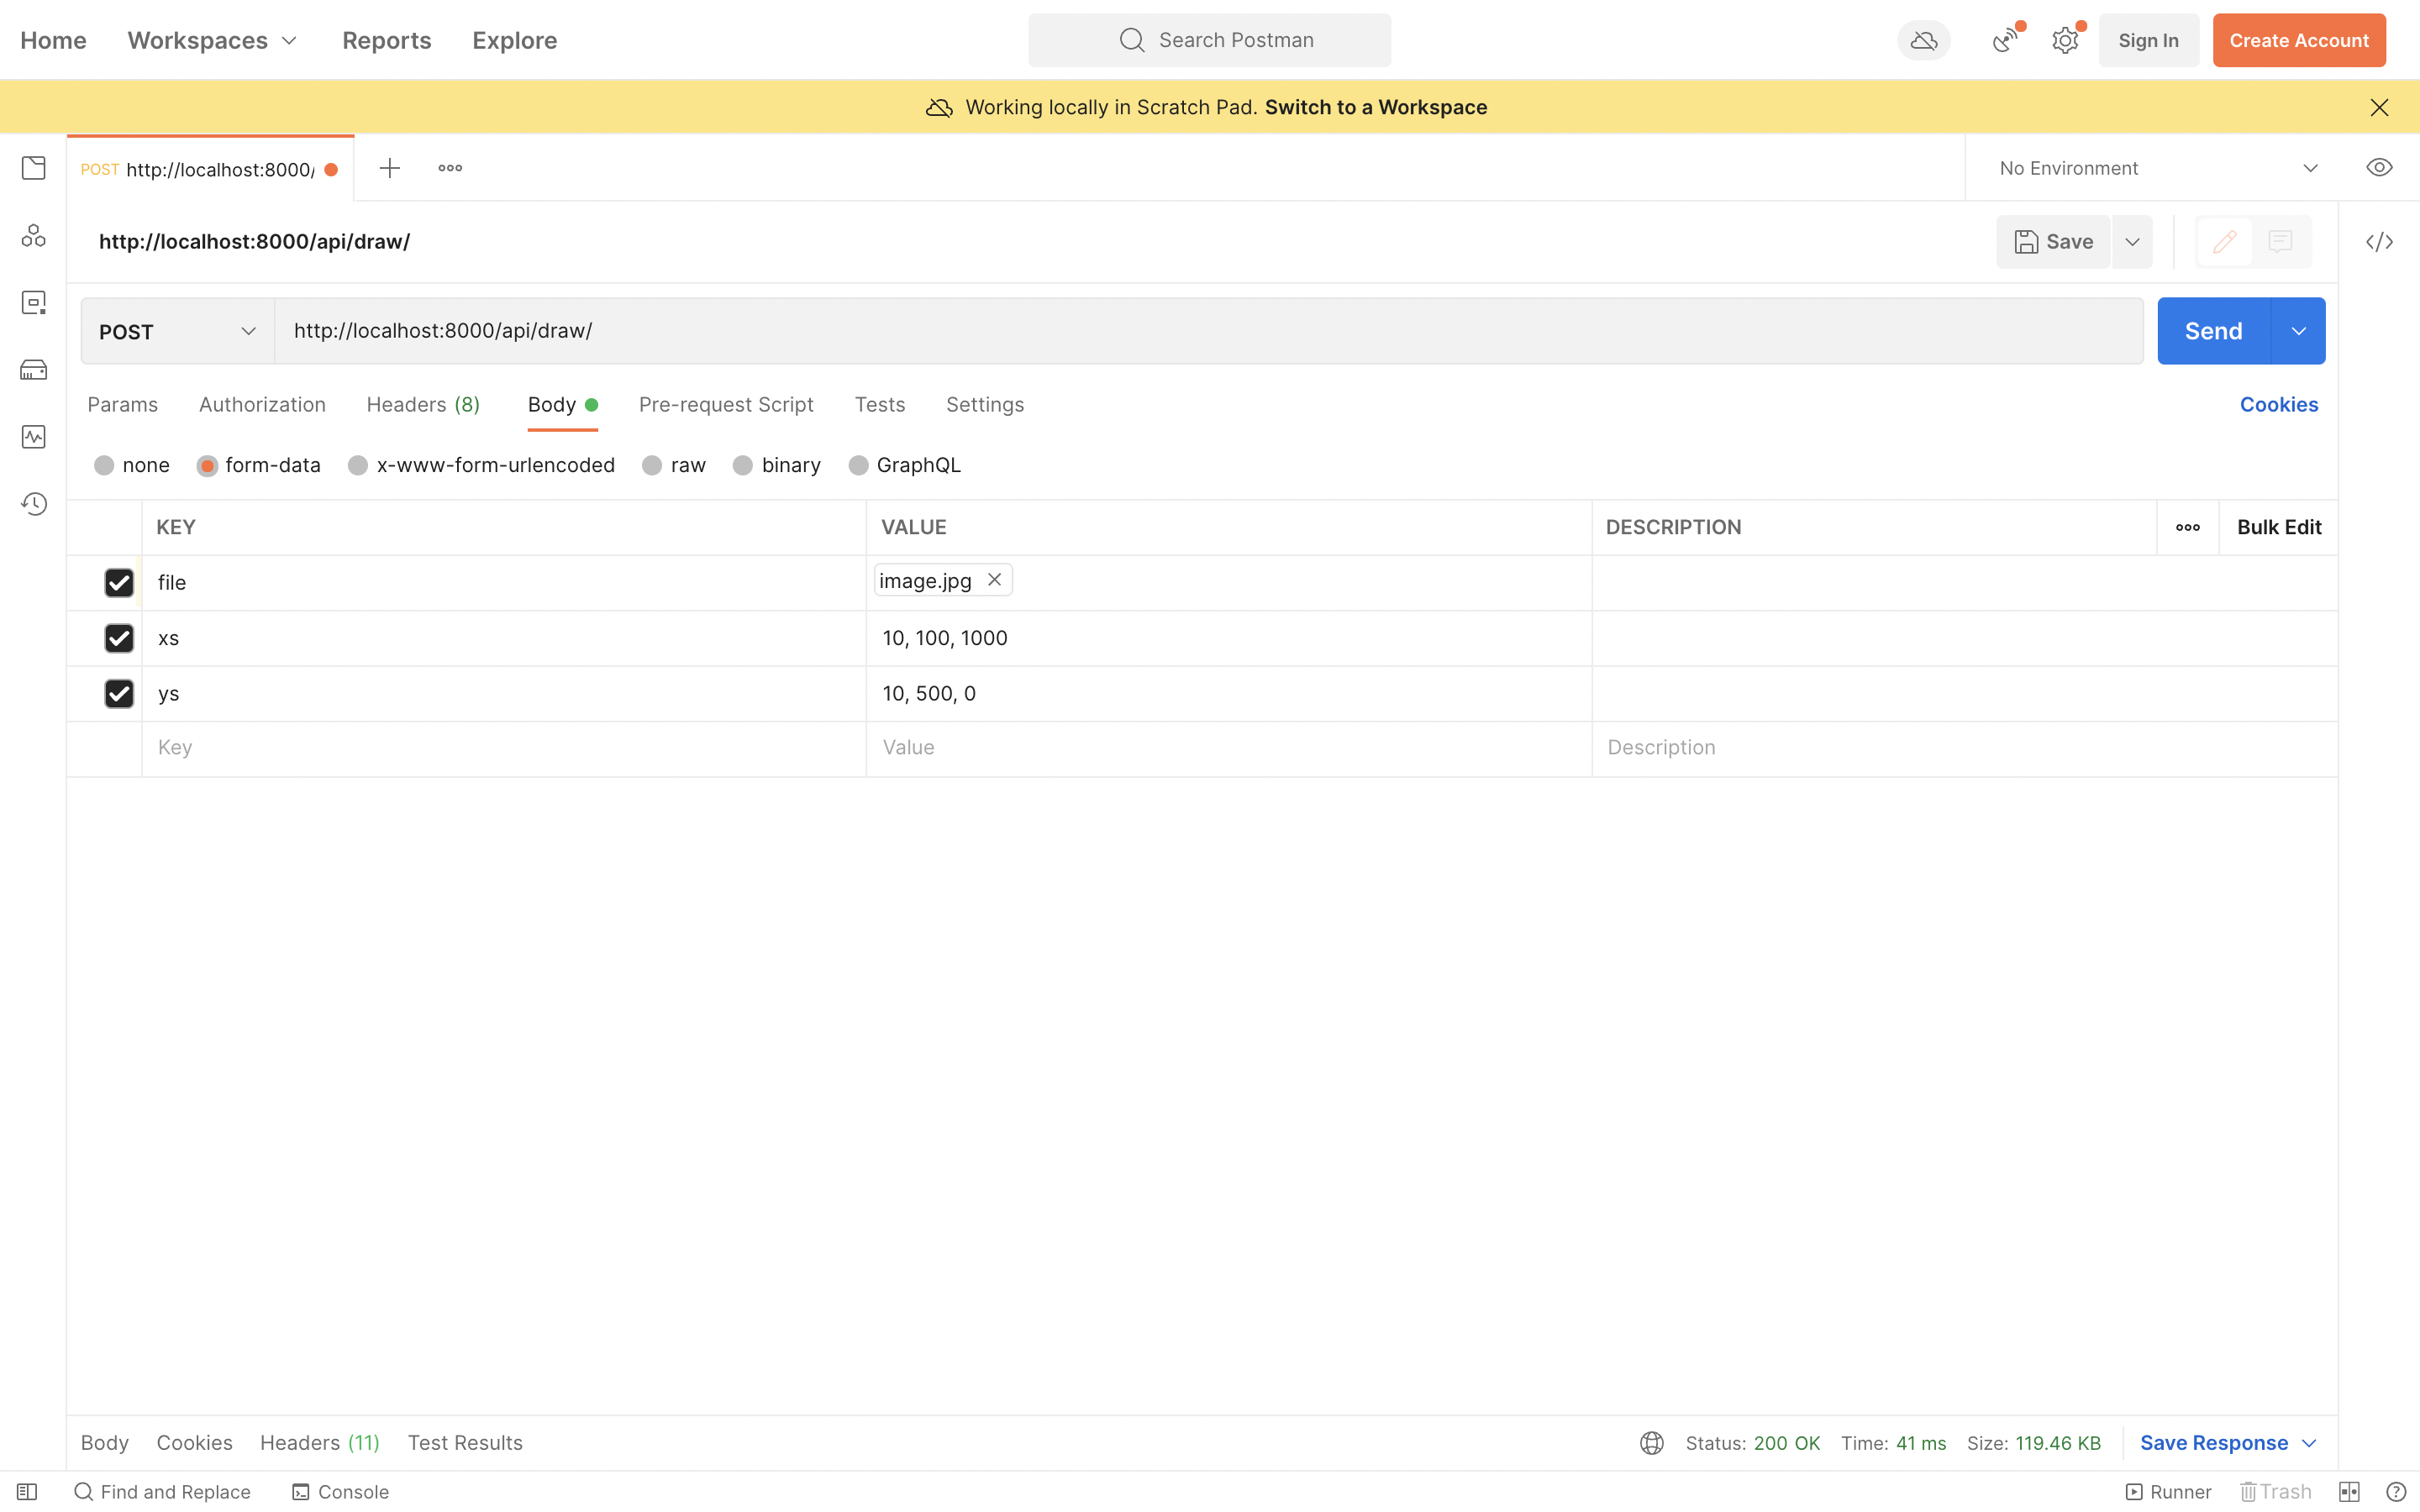 Home Workspaces Reports Explore Search Postman Sign In Create Account
Working locally in Scratch Pad. Switch to a Workspace
POST http://localhost:8000/ No Environment
http://localhost:8000/api/draw/ Save
POST http://localhost:8000/api/draw/ Send
Params Authorization Headers (8) Body Pre-request Script Tests Settings Cookies
none form-data x-www-form-urlencoded raw binary GraphQL
KEY VALUE DESCRIPTION Bulk Edit
file image.jpg
xs 10, 100, 1000
ys 10, 500, 0
Key Value Description
Body Cookies Headers (11) Test Results Status: 200 OK Time: 41 ms Size: 119.46 KB Save Response
Find and Replace Console Runner Trash